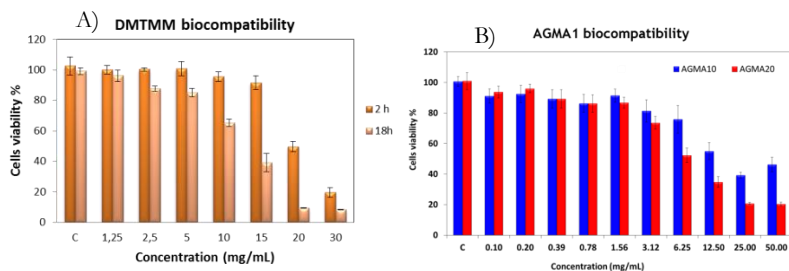 A)
DMTMM biocompatibility
120
100
80
60
40
20
0
Cells viability %
C 1,25 2,5 5 10 15 20 30
Concentration (mg/mL)
2 h
18h
B)
AGMA1 biocompatibility
120
100
80
60
40
20
0
Cells viability %
AGMA10 AGMA20
C 0.10 0.20 0.39 0.78 1.56 3.12 6.25 12.50 25.00 50.00
Concentration (mg/mL)